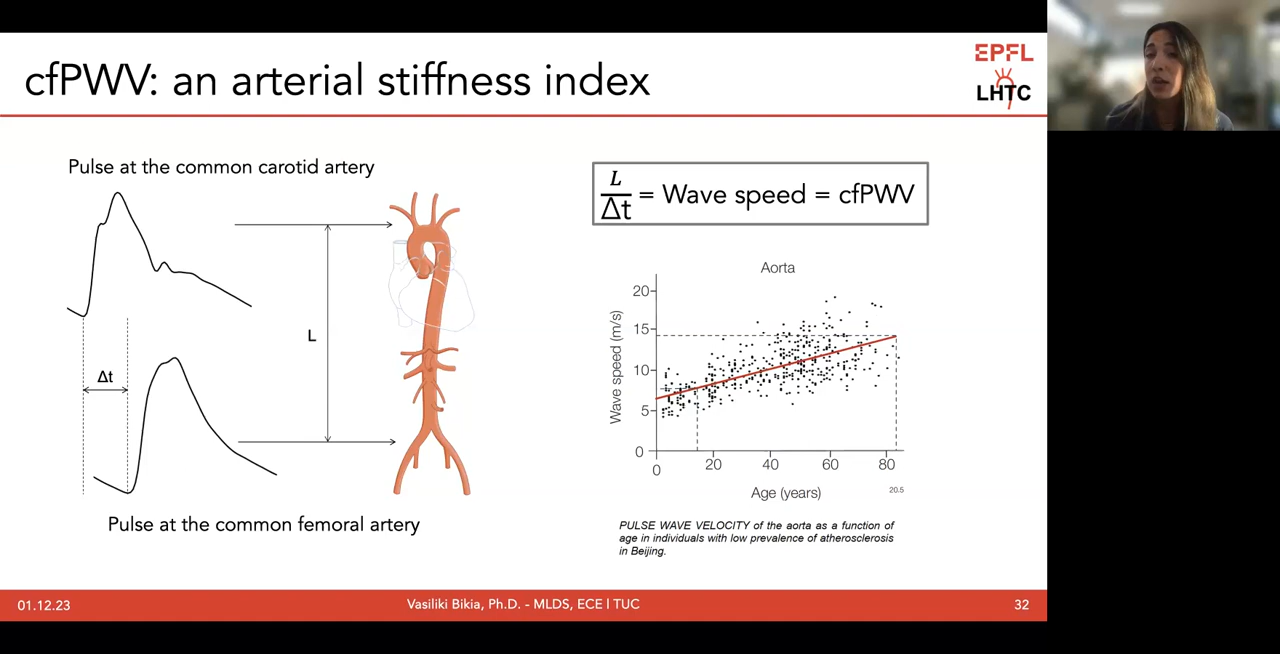 cfPWV: an arterial stiffness index
EPFL
LHTC
Pulse at the common carotid artery
L
Δt
Pulse at the common femoral artery
L
Δt
= Wave speed = cfPWV
Aorta
Wave speed (m/s)
20
15
10
5
0
0
20
40
60
80
Age (years)
20.5
PULSE WAVE VELOCITY of the aorta as a function of
age in individuals with low prevalence of atherosclerosis
in Beijing.
01.12.23
Vasiliki Bikia, Ph.D. - MLDS, ECE | TUC
32